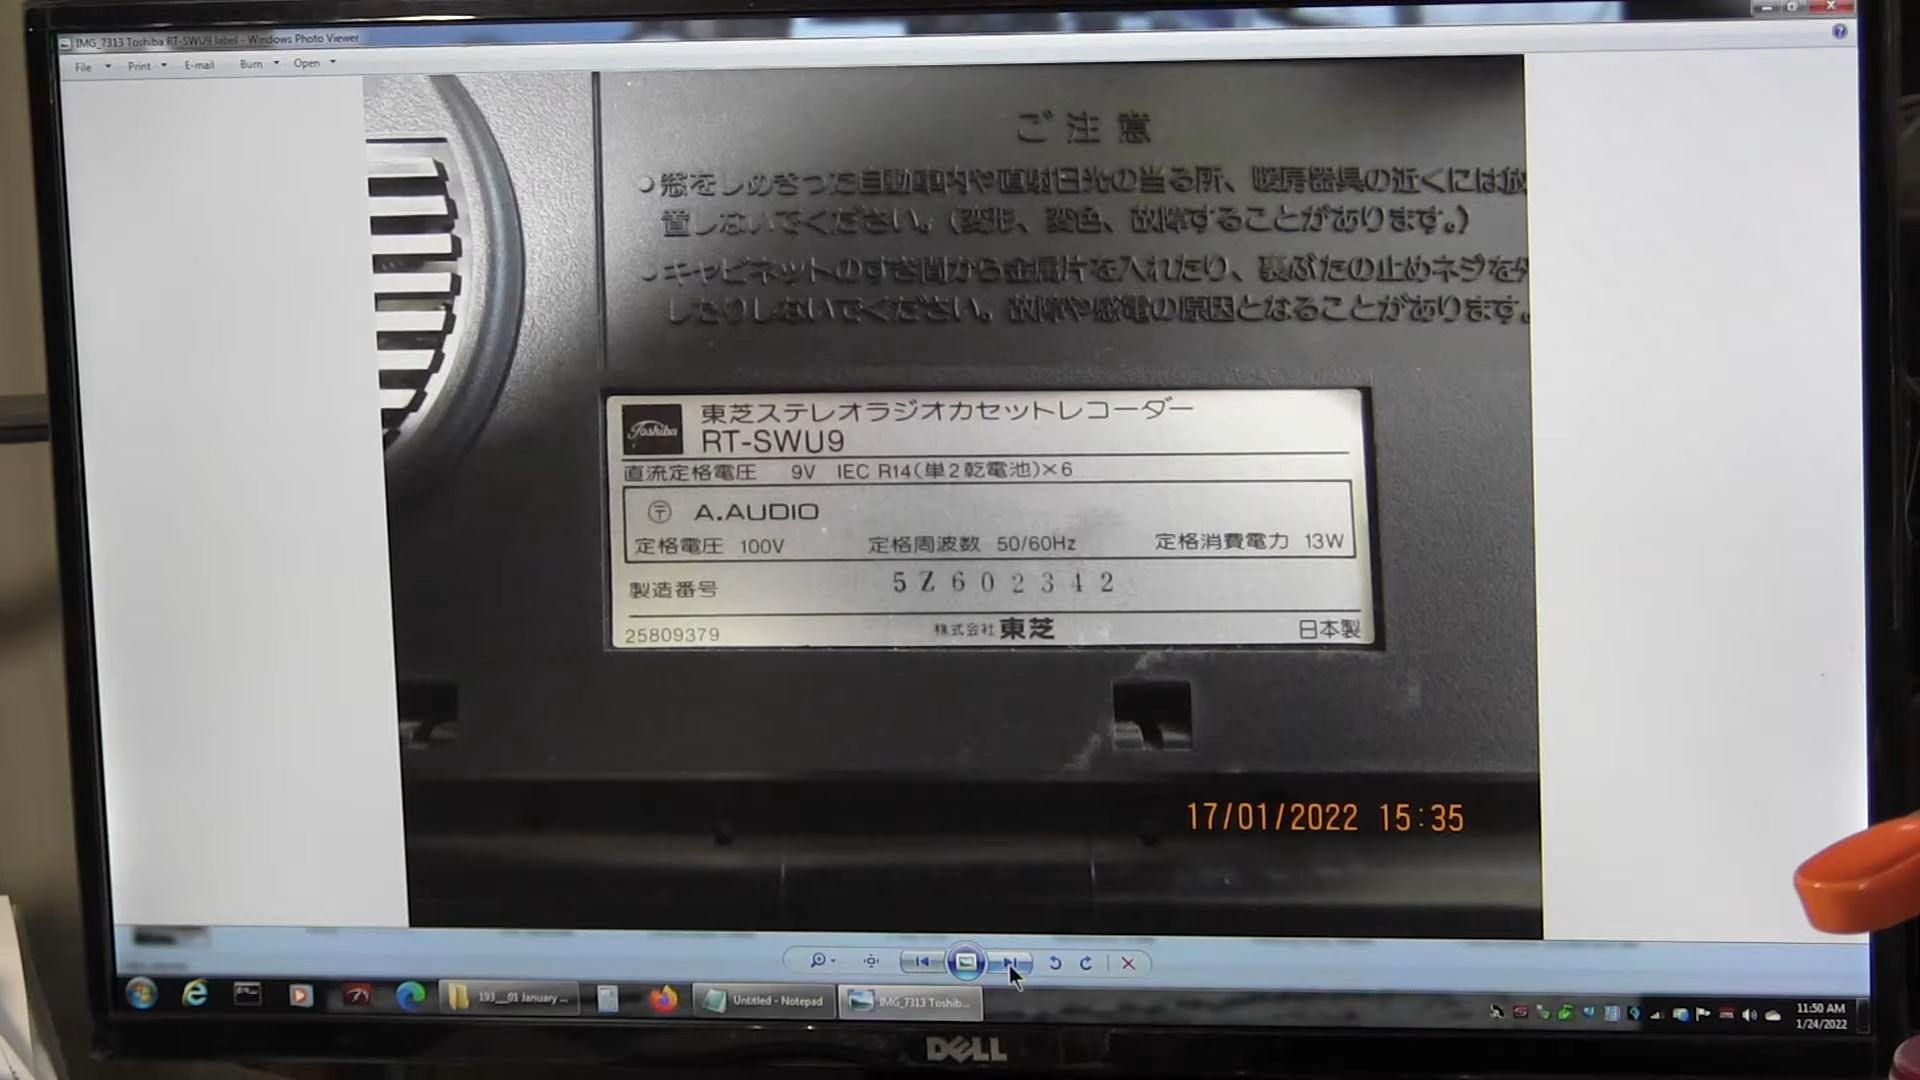 IMG_7313 Toshiba RT-SWU9 label - Windows Photo Viewer
File Print E-mail Burn Open
ご注意
窓をしめきった自動車内や直射日光の当る所、暖房器具の近くには放
置しないでください。(変形、変色、故障することがあります。)
キャビネットのすき間から金属片を入れたり、裏ぶたの止めネジを外
したりしないでください。故障や感電の原因となることがあります。
Toshiba
東芝ステレオラジオカセットレコーダー
RT-SWU9
直流定格電圧 9V IEC R14(単2乾電池)×6
〒 A.AUDIO
定格電圧 100V 定格周波数 50/60Hz 定格消費電力 13W
製造番号 5Z602342
25809379 株式会社 東芝 日本製
17/01/2022 15:35
193__01 January ...
Untitled - Notepad
IMG_7313 Toshib...
11:50 AM
1/24/2022
DELL